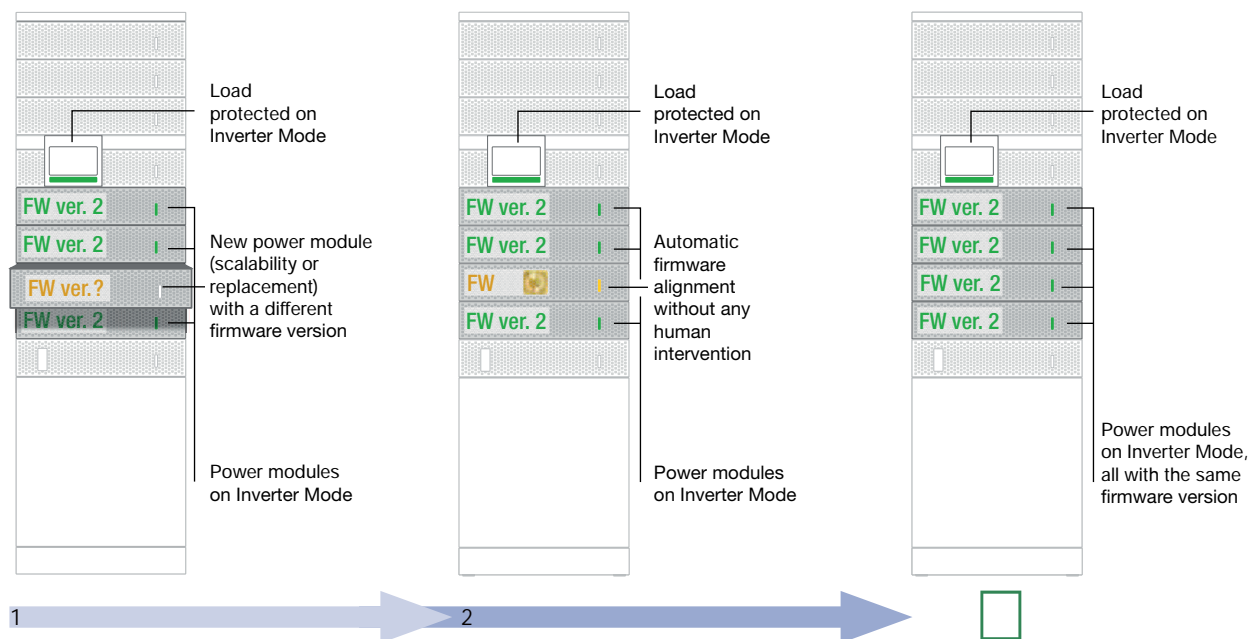 Load
protected on
Inverter Mode
FW ver. 2
FW ver. 2
FW ver.?
FW ver. 2
New power module
(scalability or
replacement)
with a different
firmware version
Power modules
on Inverter Mode
1
Load
protected on
Inverter Mode
FW ver. 2
FW ver. 2
FW
FW ver. 2
Automatic
firmware
alignment
without any
human
intervention
Power modules
on Inverter Mode
2
Load
protected on
Inverter Mode
FW ver. 2
FW ver. 2
FW ver. 2
FW ver. 2
Power modules
on Inverter Mode,
all with the same
firmware version